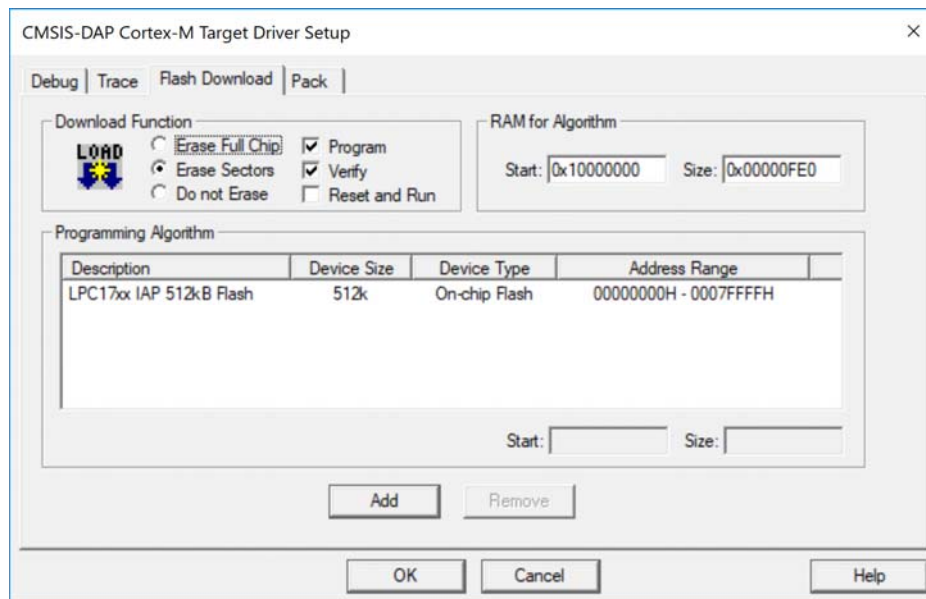 CMSIS-DAP Cortex-M Target Driver Setup
Debug Trace Flash Download Pack
Download Function
LOAD
Erase Full Chip
Erase Sectors
Do not Erase
Program
Verify
Reset and Run
RAM for Algorithm
Start: 0x10000000 Size: 0x00000FE0
Programming Algorithm
Description Device Size Device Type Address Range
LPC17xx IAP 512kB Flash 512k On-chip Flash 00000000H - 0007FFFFH
Start: Size:
Add Remove
OK Cancel Help